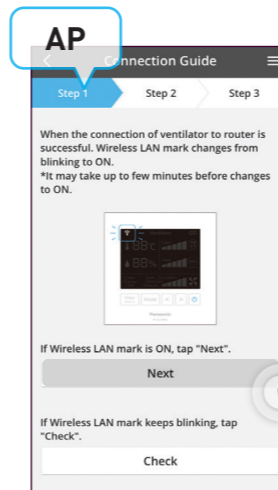 AP
Connection Guide
Step 1
Step 2
Step 3
When the connection of ventilator to router is
successful. Wireless LAN mark changes from
blinking to ON.
*It may take up to few minutes before changes
to ON.
88%
Panasonic
If Wireless LAN mark is ON, tap "Next".
Next
If Wireless LAN mark keeps blinking, tap
"Check".
Check